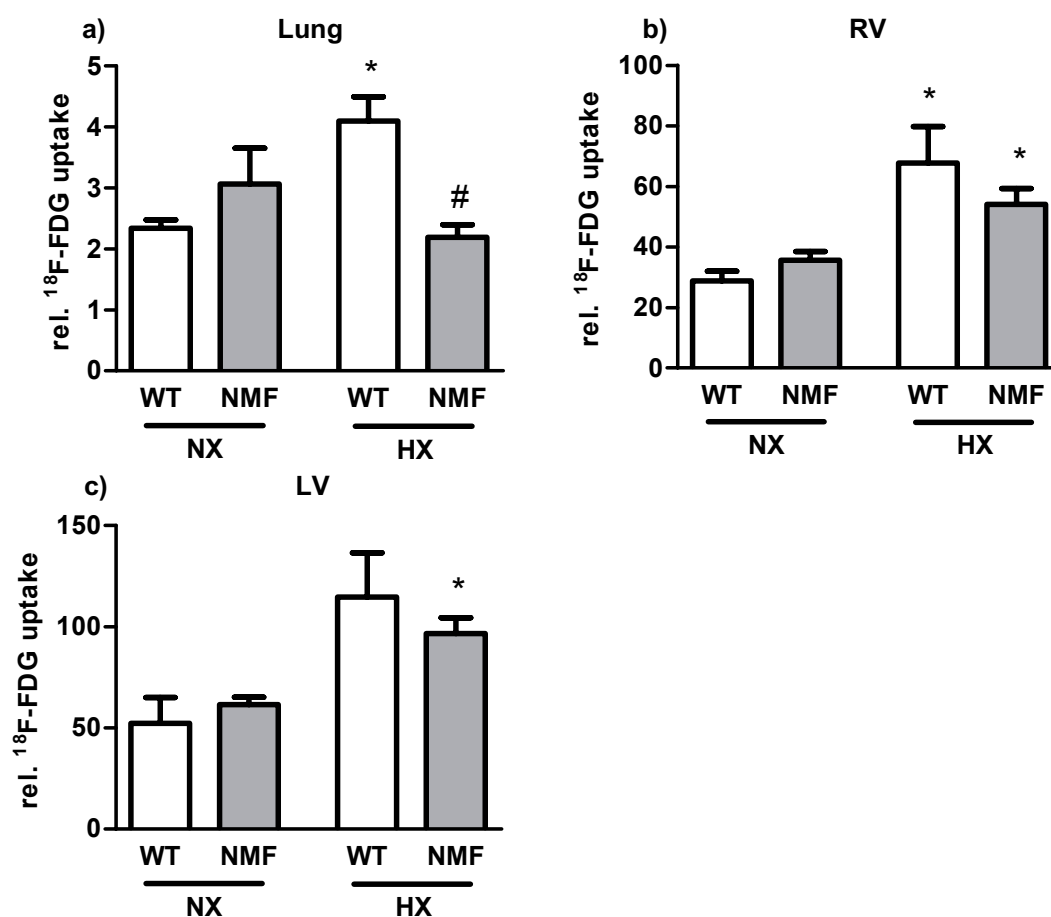 a) Lung
rel. ¹⁸F-FDG uptake
5
4
3
2
1
0
*
#
WT NMF WT NMF
NX HX
b) RV
rel. ¹⁸F-FDG uptake
100
80
60
40
20
0
*
*
WT NMF WT NMF
NX HX
c) LV
rel. ¹⁸F-FDG uptake
150
100
50
0
*
WT NMF WT NMF
NX HX